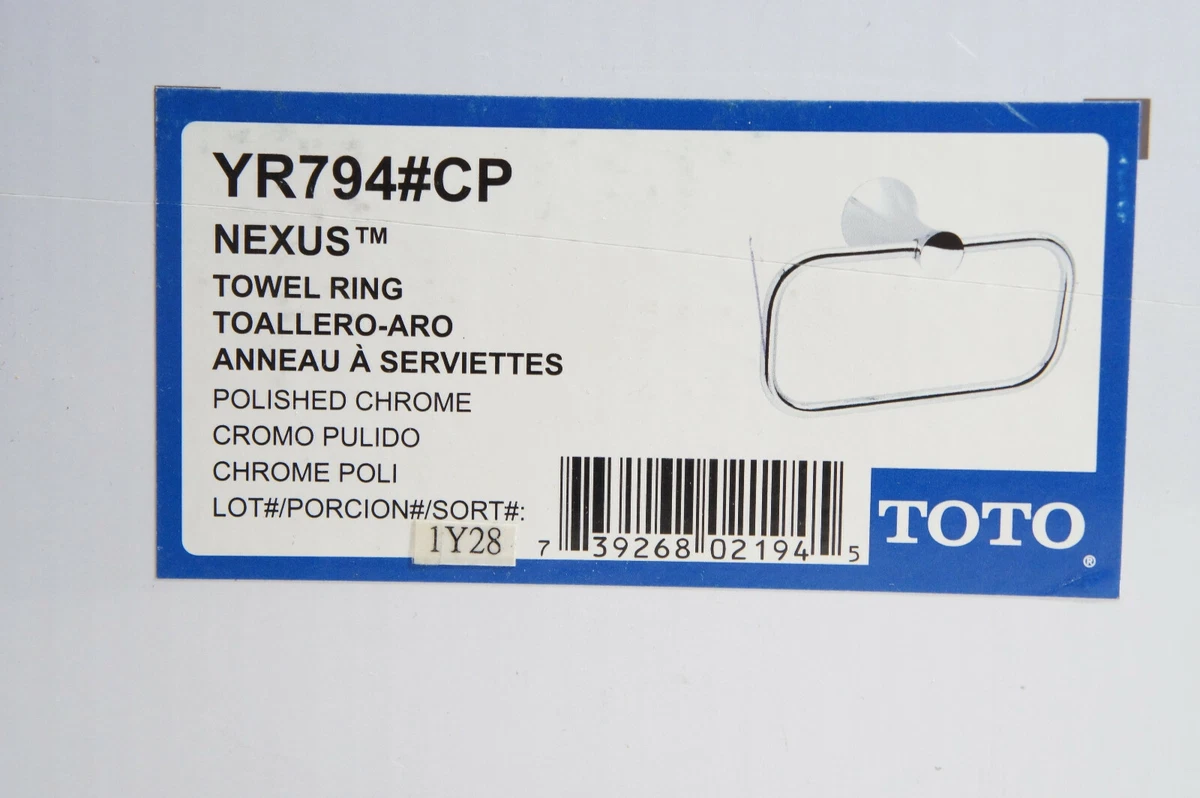 YR794#CP
NEXUS™
TOWEL RING
TOALLERO-ARO
ANNEAU À SERVIETTES
POLISHED CHROME
CROMO PULIDO
CHROME POLI
LOT#/PORCION#/SORT#:
1Y28
7 39268 02194 5
TOTO®